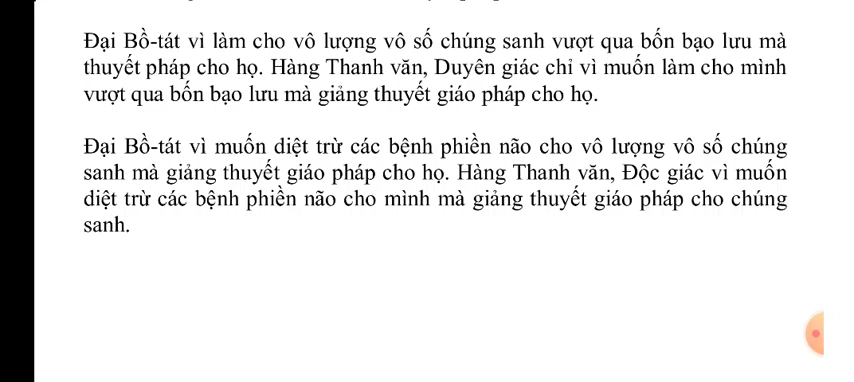 Đại Bồ-tát vì làm cho vô lượng vô số chúng sanh vượt qua bốn bạo lưu mà
thuyết pháp cho họ. Hàng Thanh văn, Duyên giác chỉ vì muốn làm cho mình
vượt qua bốn bạo lưu mà giảng thuyết giáo pháp cho họ.
Đại Bồ-tát vì muốn diệt trừ các bệnh phiền não cho vô lượng vô số chúng
sanh mà giảng thuyết giáo pháp cho họ. Hàng Thanh văn, Độc giác vì muốn
diệt trừ các bệnh phiền não cho mình mà giảng thuyết giáo pháp cho chúng
sanh.